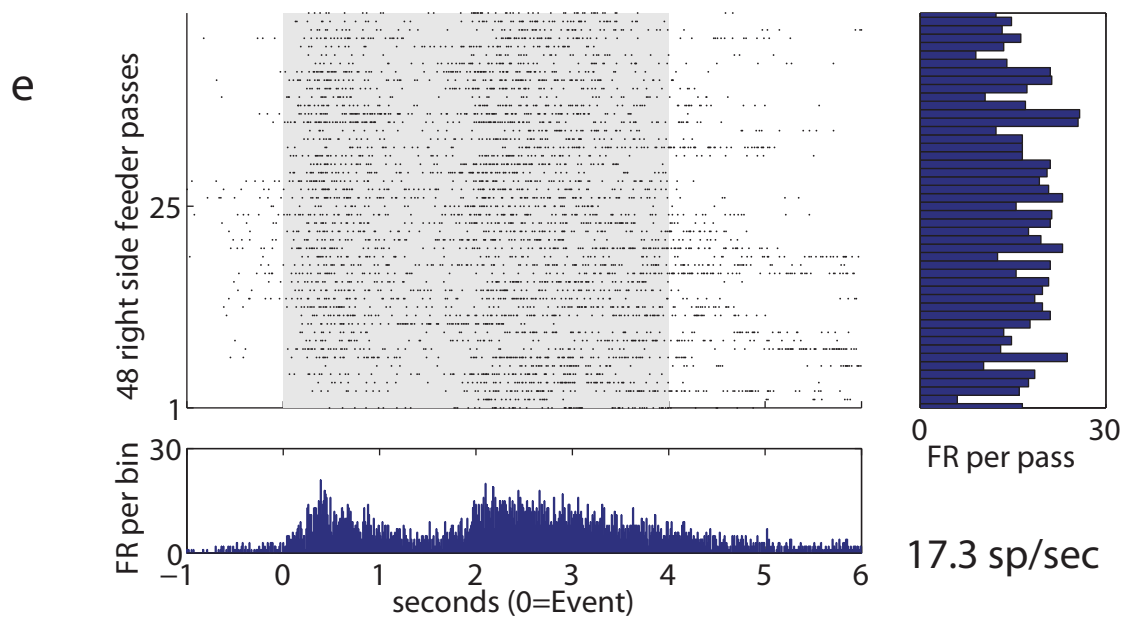 e
48 right side feeder passes
25
1
0
30
FR per pass
FR per bin
30
0
−1
0
1
2
3
4
5
6
seconds (0=Event)
17.3 sp/sec